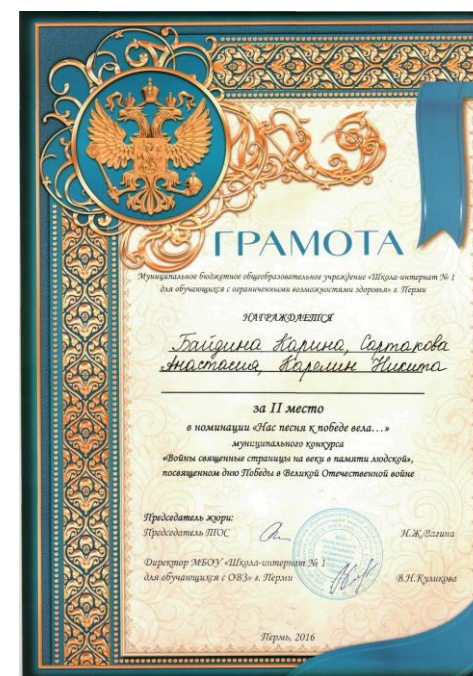 ГРАМОТА
Муниципальное бюджетное общеобразовательное учреждение «Школа-интернат № 1
для обучающихся с ограниченными возможностями здоровья» г. Перми
НАГРАЖДАЕТСЯ
Байдина Карина, Сартакова
Анастасия, Карелин Никита
за II место
в номинации «Нас песня к победе вела...»
муниципального конкурса
«Войны священные страницы на веки в памяти людской»,
посвященном дню Победы в Великой Отечественной войне
Председатель жюри:
Председатель ТОС Н.Ж.Вагина
Директор МБОУ «Школа-интернат № 1
для обучающихся с ОВЗ» г. Перми В.Н.Куликова
Пермь, 2016